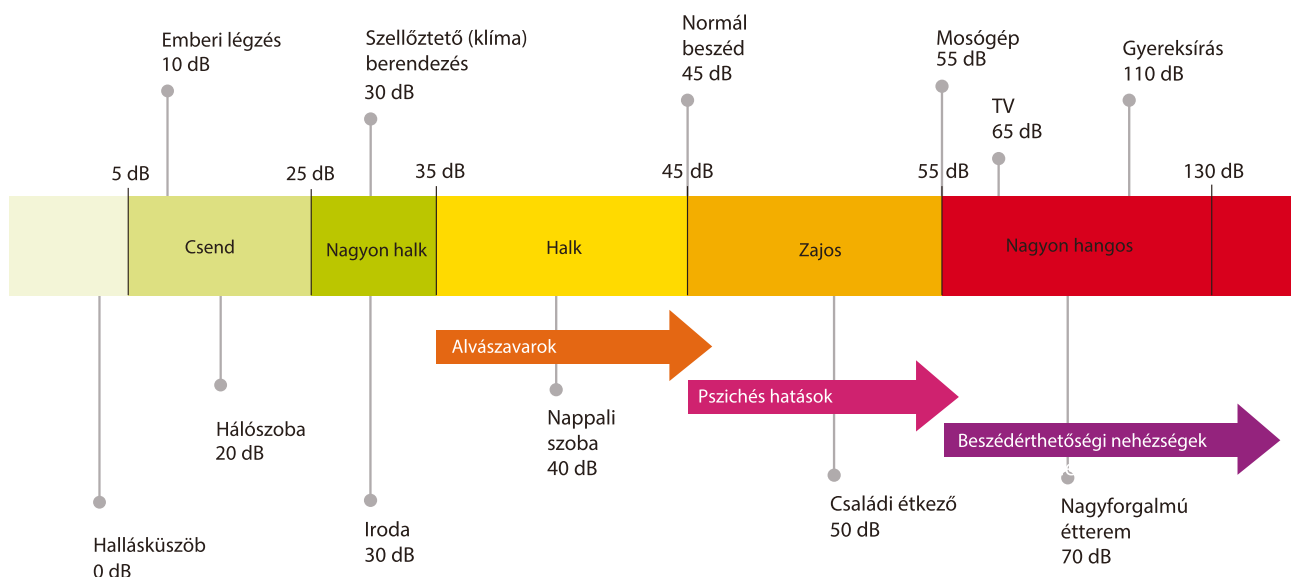 Emberi légzés
10 dB
Szellőztető (klíma)
berendezés
30 dB
Normál
beszéd
45 dB
Mosógép
55 dB
TV
65 dB
Gyereksírás
110 dB
5 dB
25 dB
35 dB
45 dB
55 dB
130 dB
Csend
Nagyon halk
Halk
Zajos
Nagyon hangos
Alvászavarok
Pszichés hatások
Beszédérthetőségi nehézségek
Hallásküszöb
0 dB
Hálószoba
20 dB
Iroda
30 dB
Nappali
szoba
40 dB
Családi étkező
50 dB
Nagyforgalmú
étterem
70 dB